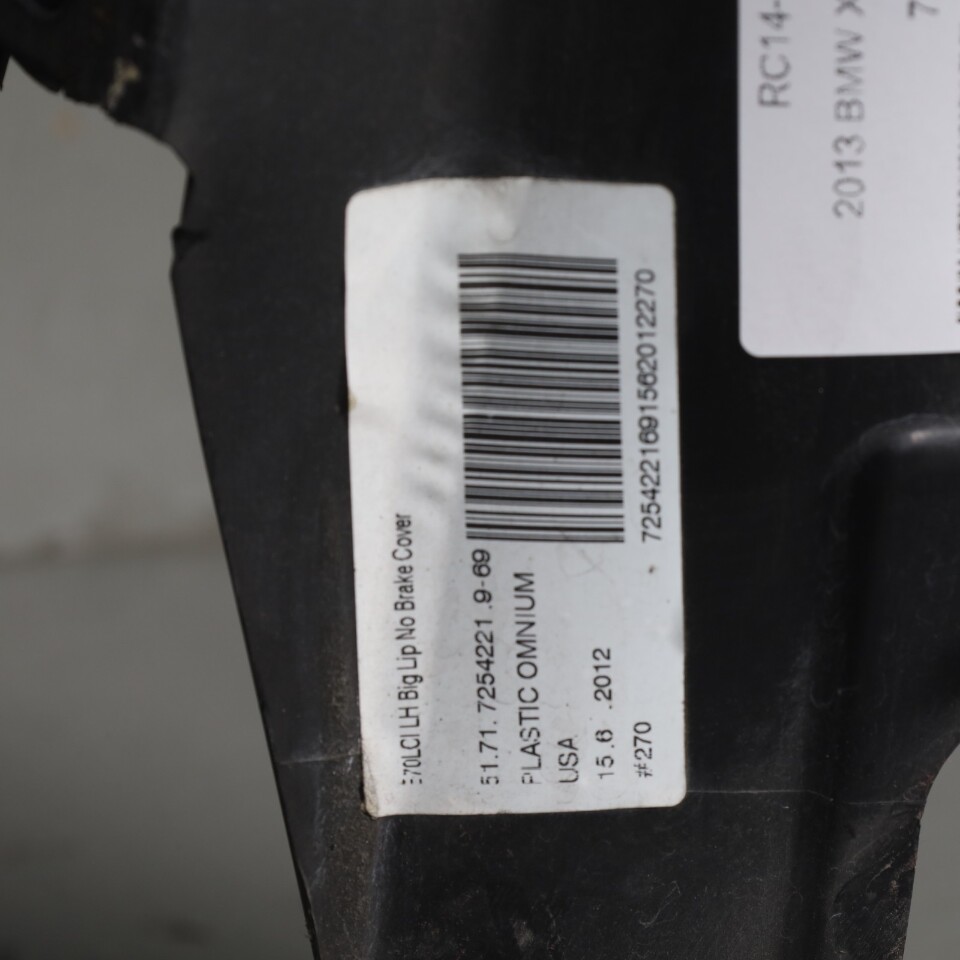 E70LCI LH Big Lip No Brake Cover
51.71.7254221.9-69
PLASTIC OMNIUM
USA
15.6 .2012
#270
7254221691562012270
RC14-
2013 BMW X
7